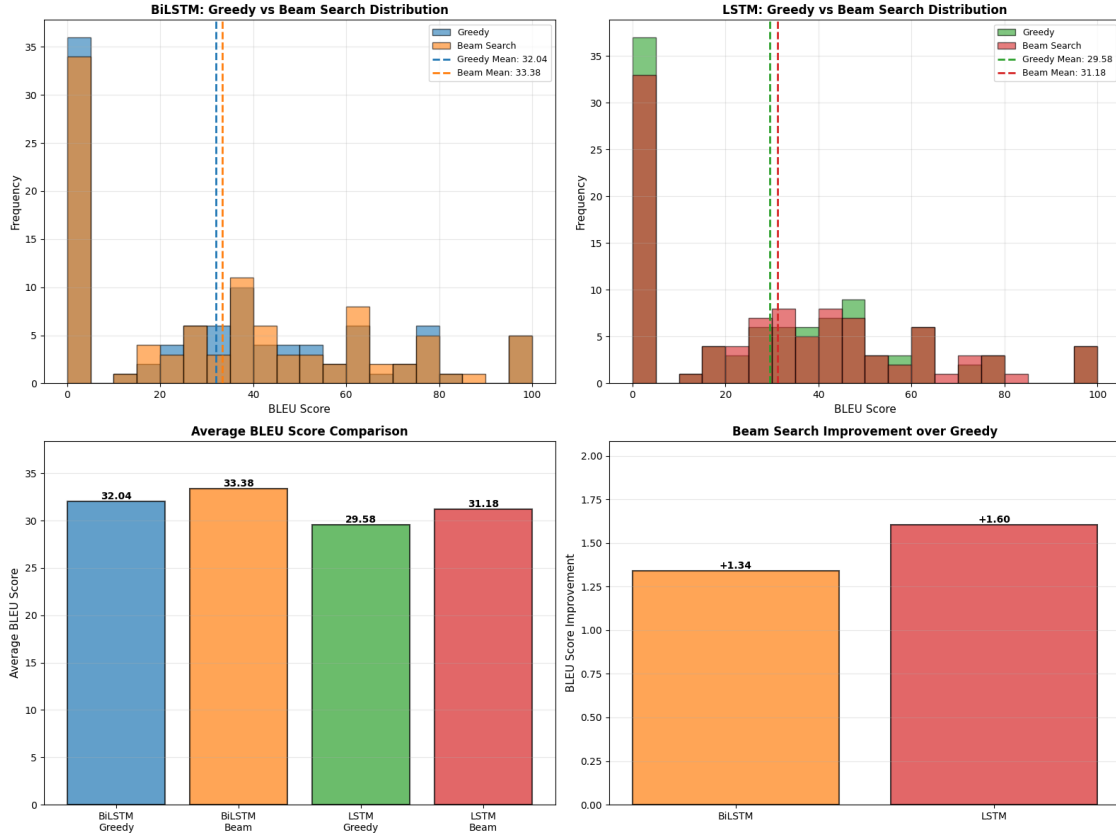 BiLSTM: Greedy vs Beam Search Distribution
Greedy
Beam Search
Greedy Mean: 32.04
Beam Mean: 33.38
35
30
25
20
15
10
5
0
Frequency
0 20 40 60 80 100
BLEU Score
LSTM: Greedy vs Beam Search Distribution
Greedy
Beam Search
Greedy Mean: 29.58
Beam Mean: 31.18
35
30
25
20
15
10
5
0
Frequency
0 20 40 60 80 100
BLEU Score
Average BLEU Score Comparison
35
30
25
20
15
10
5
0
Average BLEU Score
32.04
33.38
29.58
31.18
BiLSTM
Greedy
BiLSTM
Beam
LSTM
Greedy
LSTM
Beam
Beam Search Improvement over Greedy
2.00
1.75
1.50
1.25
1.00
0.75
0.50
0.25
0.00
BLEU Score Improvement
+1.34
+1.60
BiLSTM
LSTM